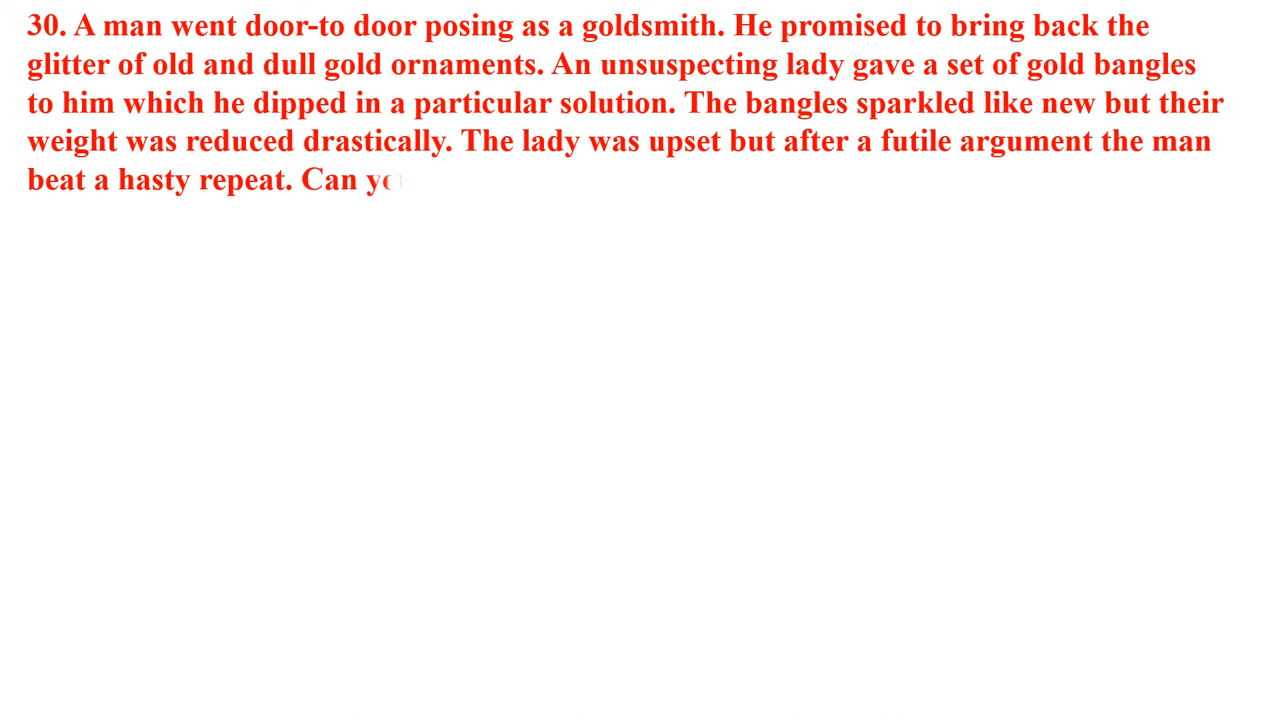 30. A man went door-to door posing as a goldsmith. He promised to bring back the
glitter of old and dull gold ornaments. An unsuspecting lady gave a set of gold bangles
to him which he dipped in a particular solution. The bangles sparkled like new but their
weight was reduced drastically. The lady was upset but after a futile argument the man
beat a hasty repeat. Can